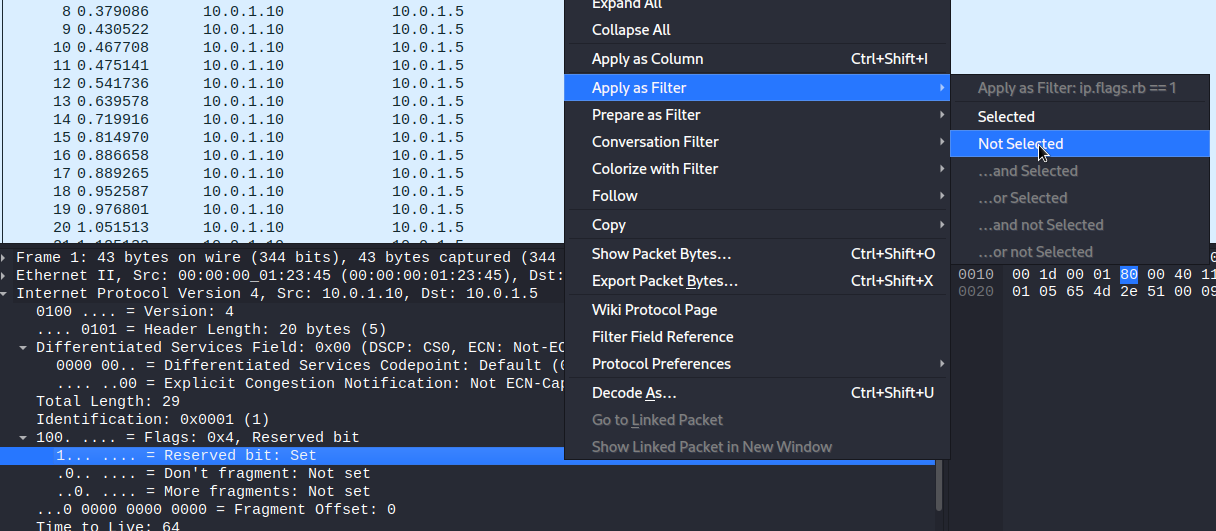 8 0.379086 10.0.1.10 10.0.1.5
9 0.430522 10.0.1.10 10.0.1.5
10 0.467708 10.0.1.10 10.0.1.5
11 0.475141 10.0.1.10 10.0.1.5
12 0.541736 10.0.1.10 10.0.1.5
13 0.639578 10.0.1.10 10.0.1.5
14 0.719916 10.0.1.10 10.0.1.5
15 0.814970 10.0.1.10 10.0.1.5
16 0.886658 10.0.1.10 10.0.1.5
17 0.889265 10.0.1.10 10.0.1.5
18 0.952587 10.0.1.10 10.0.1.5
19 0.976801 10.0.1.10 10.0.1.5
20 1.051513 10.0.1.10 10.0.1.5
Frame 1: 43 bytes on wire (344 bits), 43 bytes captured (344
Ethernet II, Src: 00:00:00_01:23:45 (00:00:00:01:23:45), Dst:
Internet Protocol Version 4, Src: 10.0.1.10, Dst: 10.0.1.5
0100 .... = Version: 4
.... 0101 = Header Length: 20 bytes (5)
Differentiated Services Field: 0x00 (DSCP: CS0, ECN: Not-EC
0000 00.. = Differentiated Services Codepoint: Default (
.... ..00 = Explicit Congestion Notification: Not ECN-Cap
Total Length: 29
Identification: 0x0001 (1)
100. .... = Flags: 0x4, Reserved bit
1... .... = Reserved bit: Set
.0.. .... = Don't fragment: Not set
..0. .... = More fragments: Not set
...0 0000 0000 0000 = Fragment Offset: 0
Time to Live: 64
Expand All
Collapse All
Apply as Column Ctrl+Shift+I
Apply as Filter
Prepare as Filter
Conversation Filter
Colorize with Filter
Follow
Copy
Show Packet Bytes… Ctrl+Shift+O
Export Packet Bytes… Ctrl+Shift+X
Wiki Protocol Page
Filter Field Reference
Protocol Preferences
Decode As… Ctrl+Shift+U
Go to Linked Packet
Show Linked Packet in New Window
Apply as Filter: ip.flags.rb == 1
Selected
Not Selected
…and Selected
…or Selected
…and not Selected
…or not Selected
0010 00 1d 00 01 80 00 40 11
0020 01 05 65 4d 2e 51 00 09